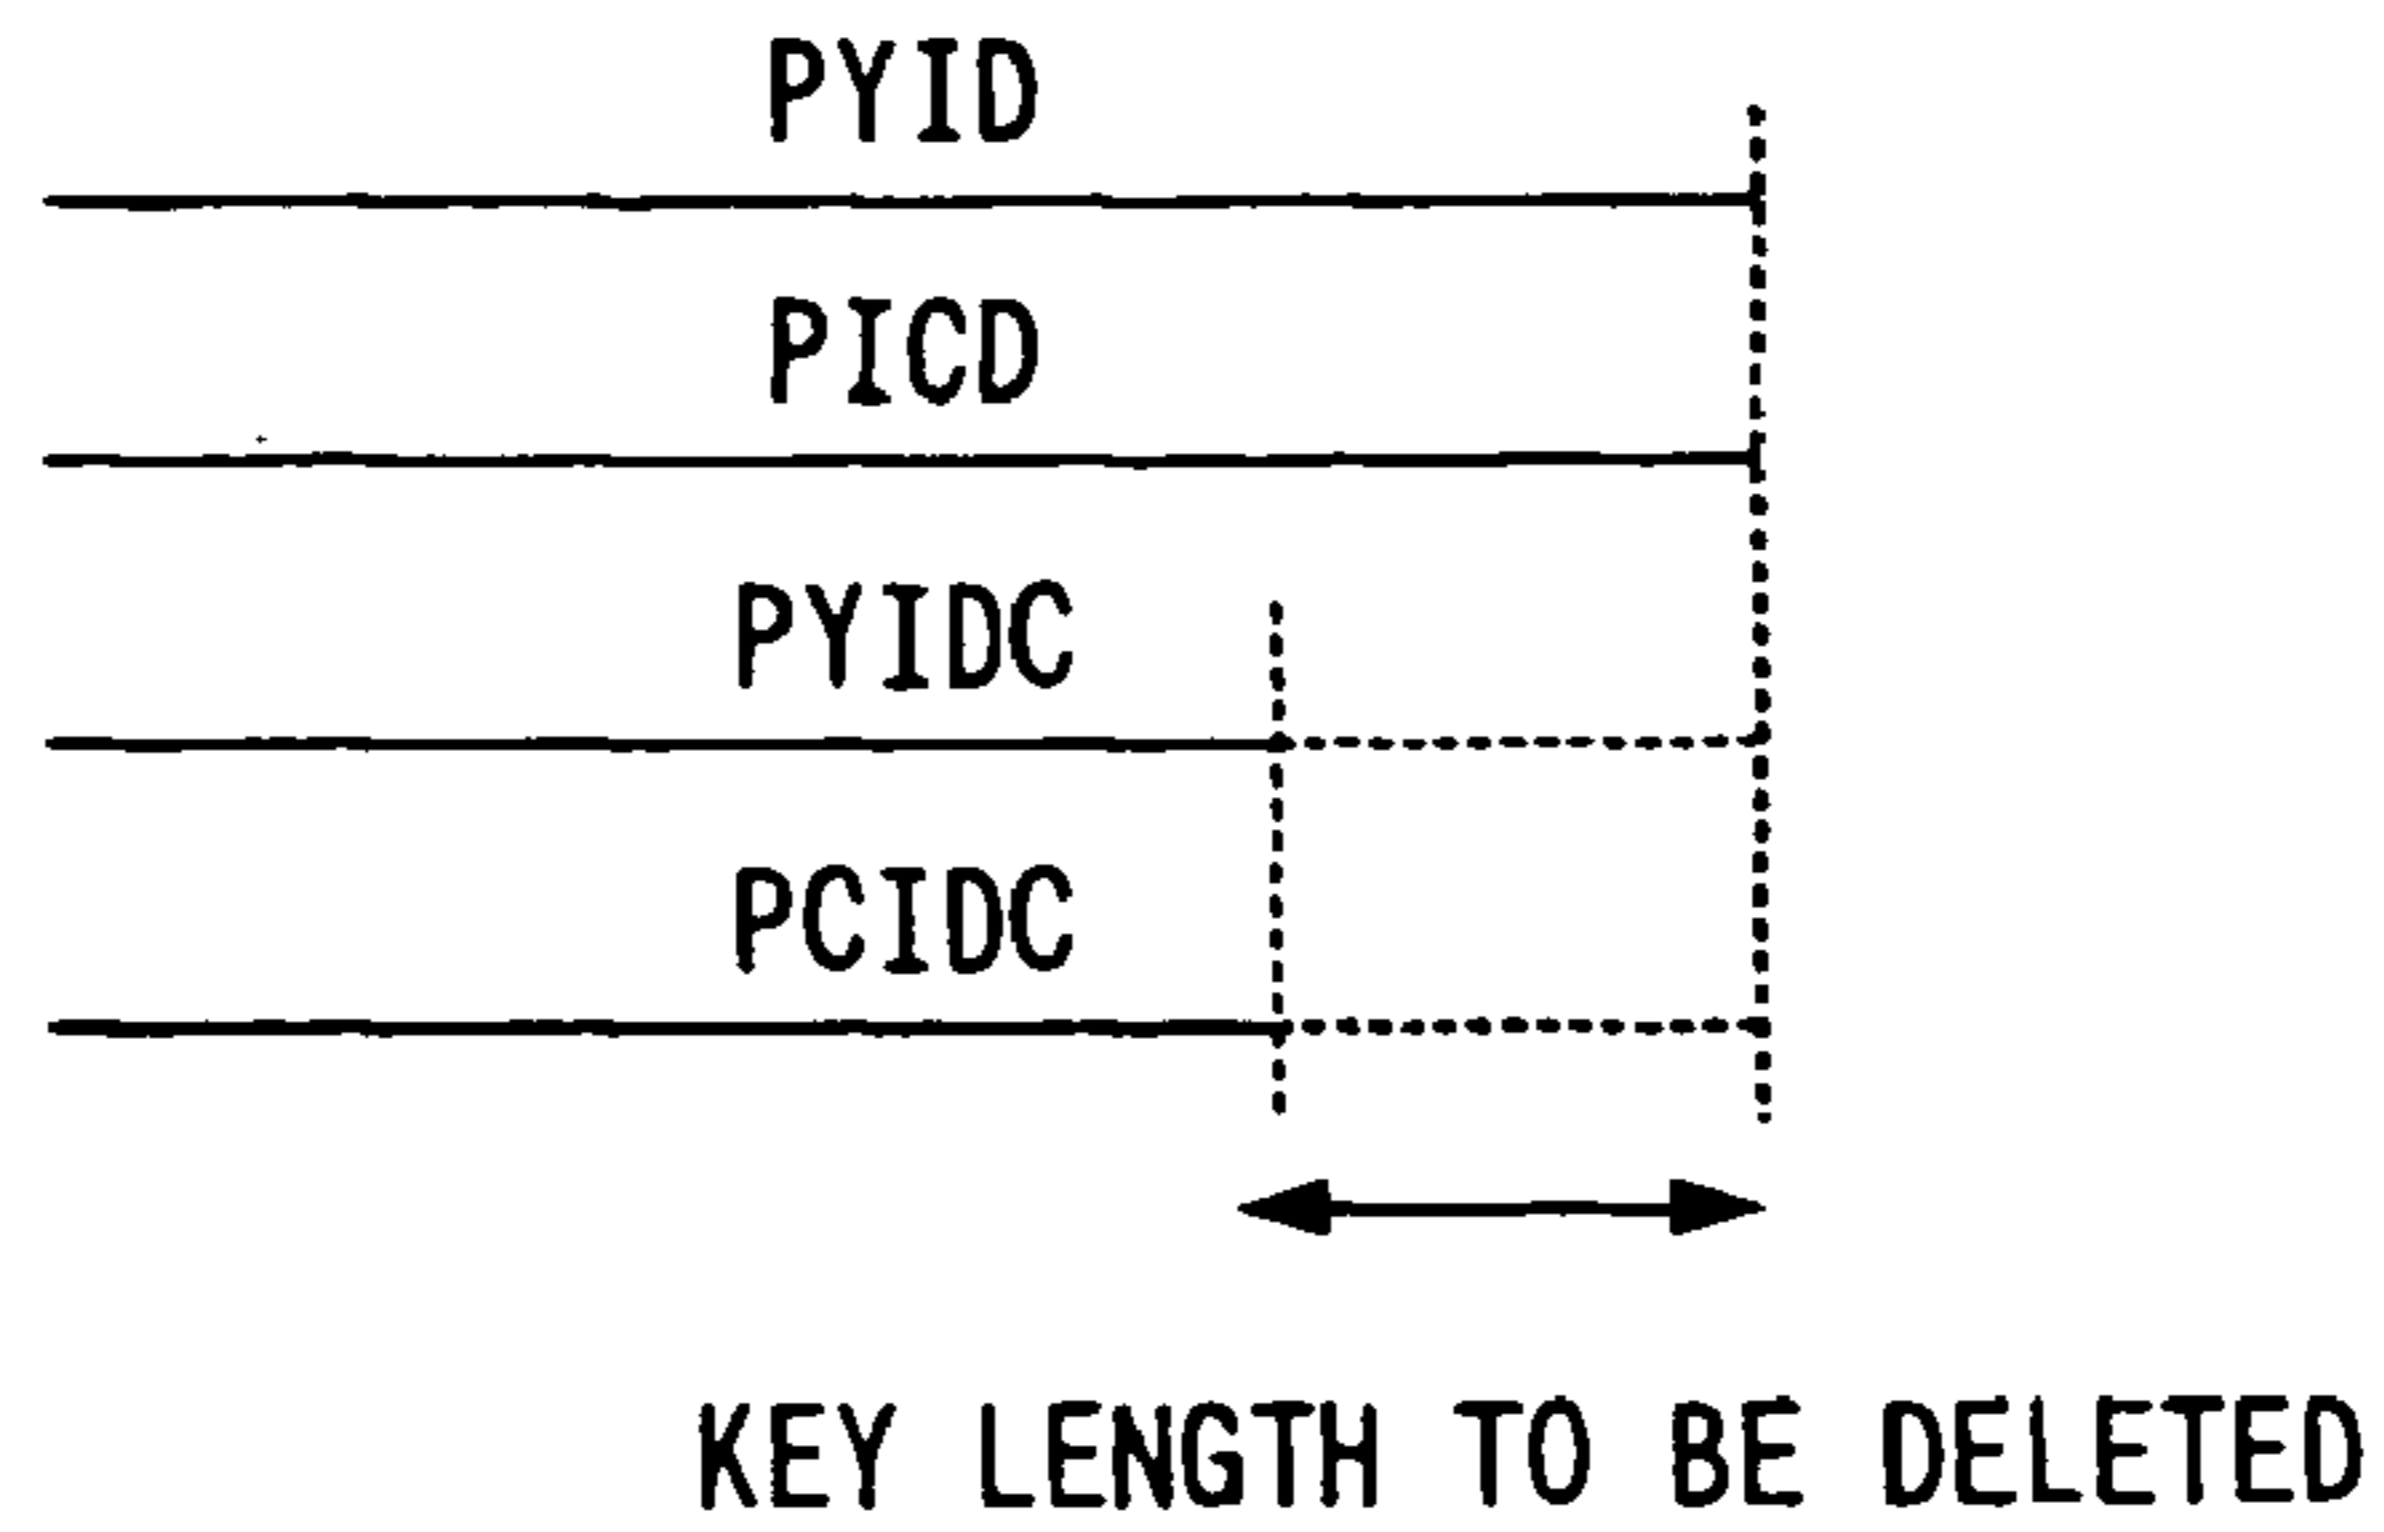 PYID
PICD
PYIDC
PCIDC
KEY LENGTH TO BE DELETED